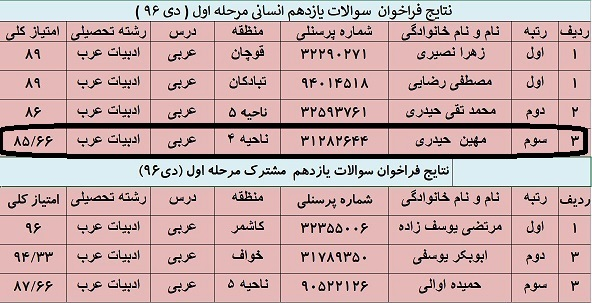 نتایج فراخوان سوالات یازدهم انسانی مرحله اول ( دی ۹۶ )
ردیف رتبه نام و نام خانوادگی شماره پرسنلی منطقه درس رشته تحصیلی امتیاز کلی
۱ اول زهرا نصیری ۳۲۲۹۰۲۷۱ قوچان عربی ادبیات عرب ۸۹
۱ اول مصطفی رضایی ۹۴۰۱۴۵۱۸ تبادکان عربی ادبیات عرب ۸۹
۲ دوم محمد تقی حیدری ۳۲۵۹۳۷۶۱ ناحیه ۵ عربی ادبیات عرب ۸۶
۳ سوم مهین حیدری ۳۱۲۸۲۶۴۴ ناحیه ۴ عربی ادبیات عرب ۸۵/۶۶
نتایج فراخوان سوالات یازدهم مشترک مرحله اول (دی۹۶)
ردیف رتبه نام و نام خانوادگی شماره پرسنلی منطقه درس رشته تحصیلی امتیاز کلی
۱ اول مرتضی یوسف زاده ۳۲۳۵۵۰۰۶ کاشمر عربی ادبیات عرب ۹۶
۳ دوم ابوبکر یوسفی ۳۱۷۸۹۳۵۰ خواف عربی ادبیات عرب ۹۴/۳۳
۳ سوم حمیده اوالی ۹۰۵۲۲۱۲۶ ناحیه ۵ عربی ادبیات عرب ۸۷/۶۶